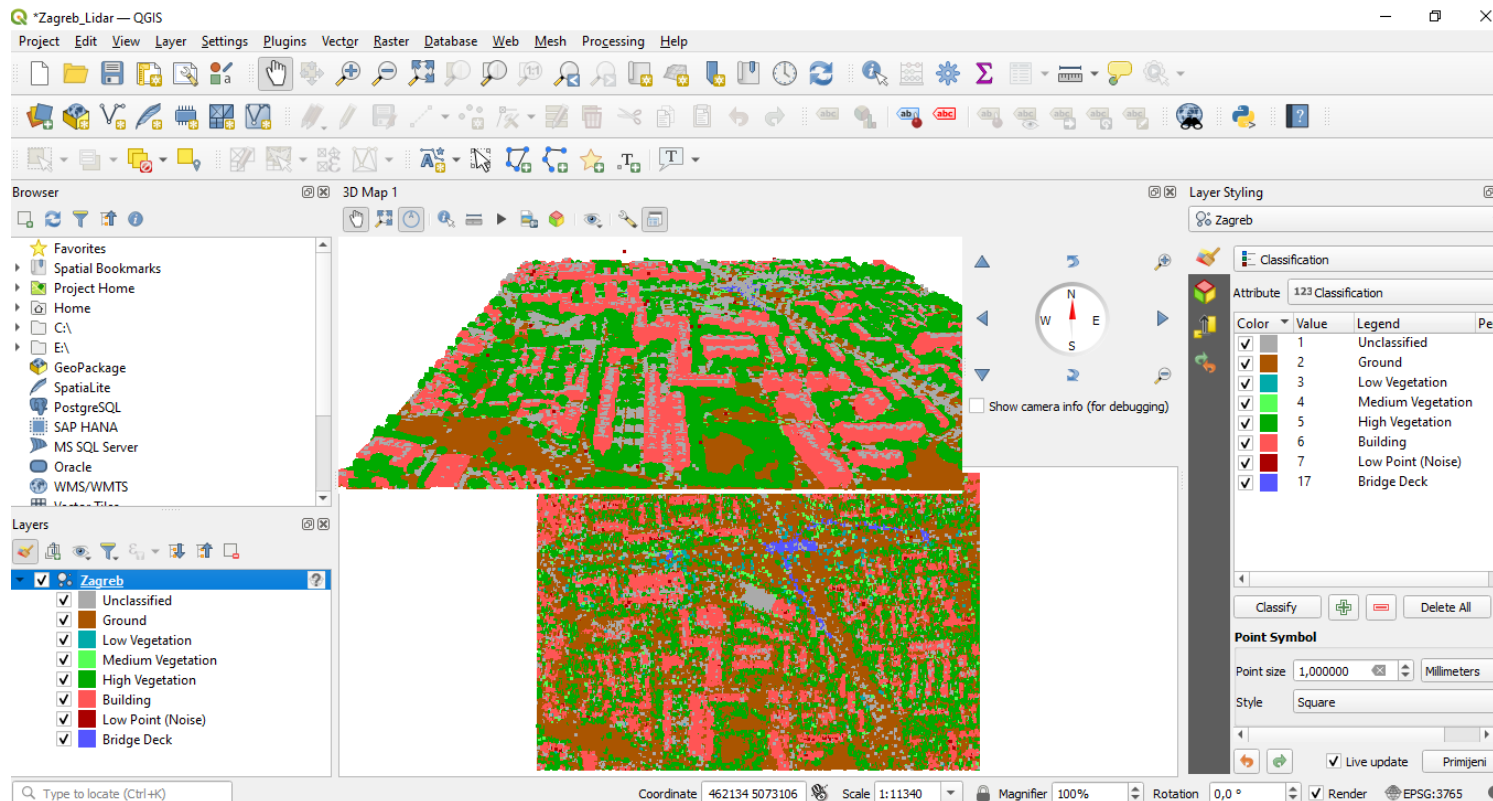 *Zagreb_Lidar — QGIS
Project Edit View Layer Settings Plugins Vector Raster Database Web Mesh Processing Help
Browser
Favorites
Spatial Bookmarks
Project Home
Home
C:\
E:\
GeoPackage
SpatiaLite
PostgreSQL
SAP HANA
MS SQL Server
Oracle
WMS/WMTS
Layers
Zagreb
Unclassified
Ground
Low Vegetation
Medium Vegetation
High Vegetation
Building
Low Point (Noise)
Bridge Deck
3D Map 1
N
W E
S
Show camera info (for debugging)
Layer Styling
Zagreb
Classification
Attribute 123 Classification
Color Value Legend Pe
1 Unclassified
2 Ground
3 Low Vegetation
4 Medium Vegetation
5 High Vegetation
6 Building
7 Low Point (Noise)
17 Bridge Deck
Classify Delete All
Point Symbol
Point size 1,000000 Millimeters
Style Square
Live update Primijeni
Type to locate (Ctrl+K) Coordinate 462134 5073106 Scale 1:11340 Magnifier 100% Rotation 0,0 ° Render EPSG:3765